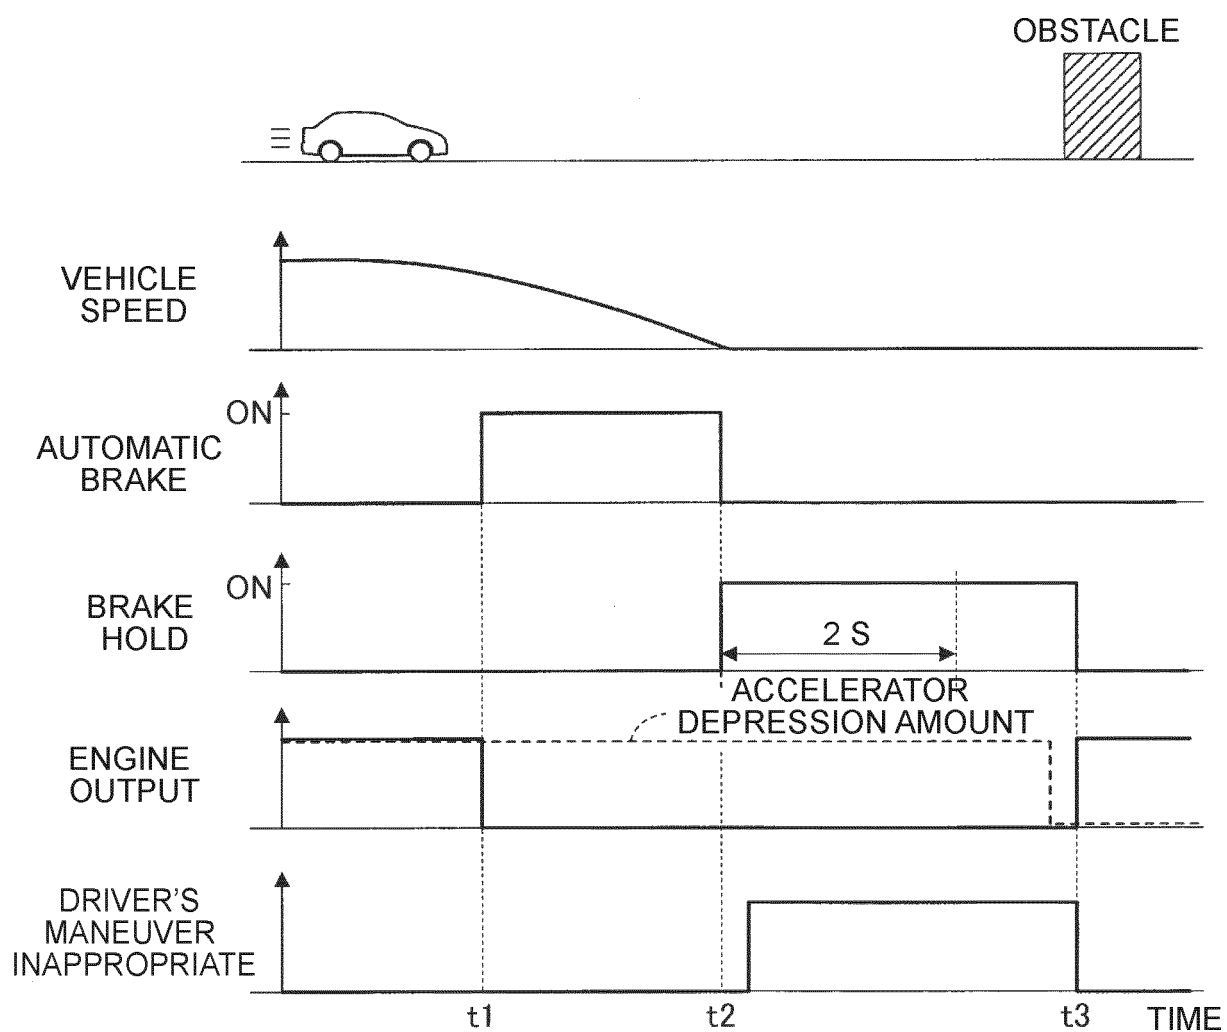 OBSTACLE
VEHICLE
SPEED
ON
AUTOMATIC
BRAKE
ON
BRAKE
HOLD
2 S
ACCELERATOR
DEPRESSION AMOUNT
ENGINE
OUTPUT
DRIVER'S
MANEUVER
INAPPROPRIATE
t1 t2 t3 TIME